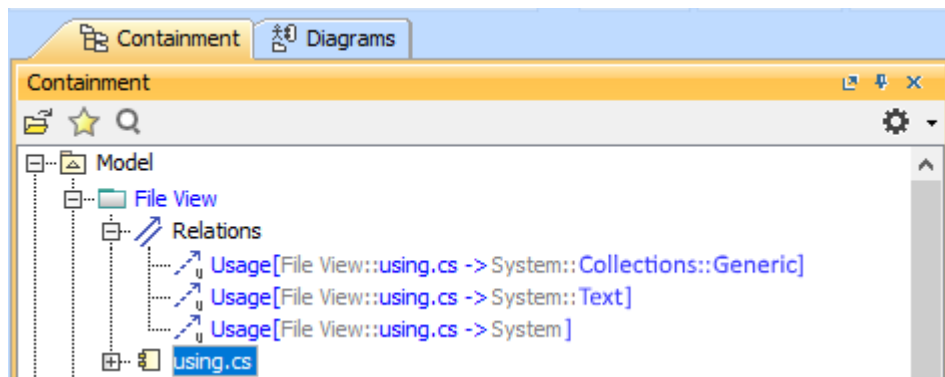 Containment Diagrams
Containment
Model
File View
Relations
Usage[File View::using.cs -> System::Collections::Generic]
Usage[File View::using.cs -> System::Text]
Usage[File View::using.cs -> System]
using.cs